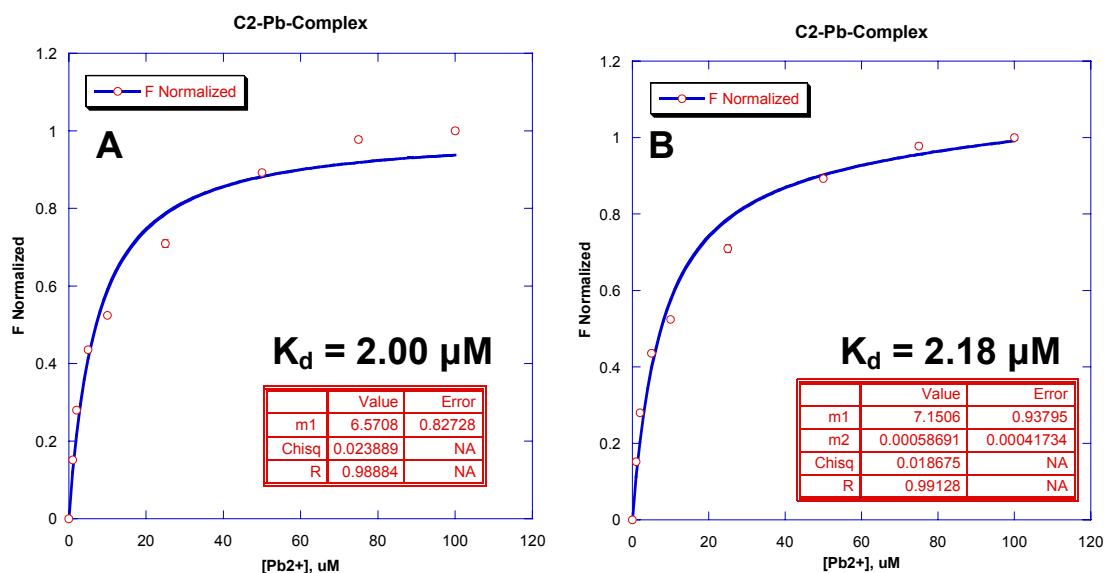 C2-Pb-Complex
1.2
1
0.8
0.6
0.4
0.2
0
F Normalized
F Normalized
A
K_d = 2.00 µM
Value Error
m1 6.5708 0.82728
Chisq 0.023889 NA
R 0.98884 NA
0 20 40 60 80 100 120
[Pb2+], uM
C2-Pb-Complex
1.2
1
0.8
0.6
0.4
0.2
0
F Normalized
F Normalized
B
K_d = 2.18 µM
Value Error
m1 7.1506 0.93795
m2 0.00058691 0.00041734
Chisq 0.018675 NA
R 0.99128 NA
0 20 40 60 80 100 120
[Pb2+], uM